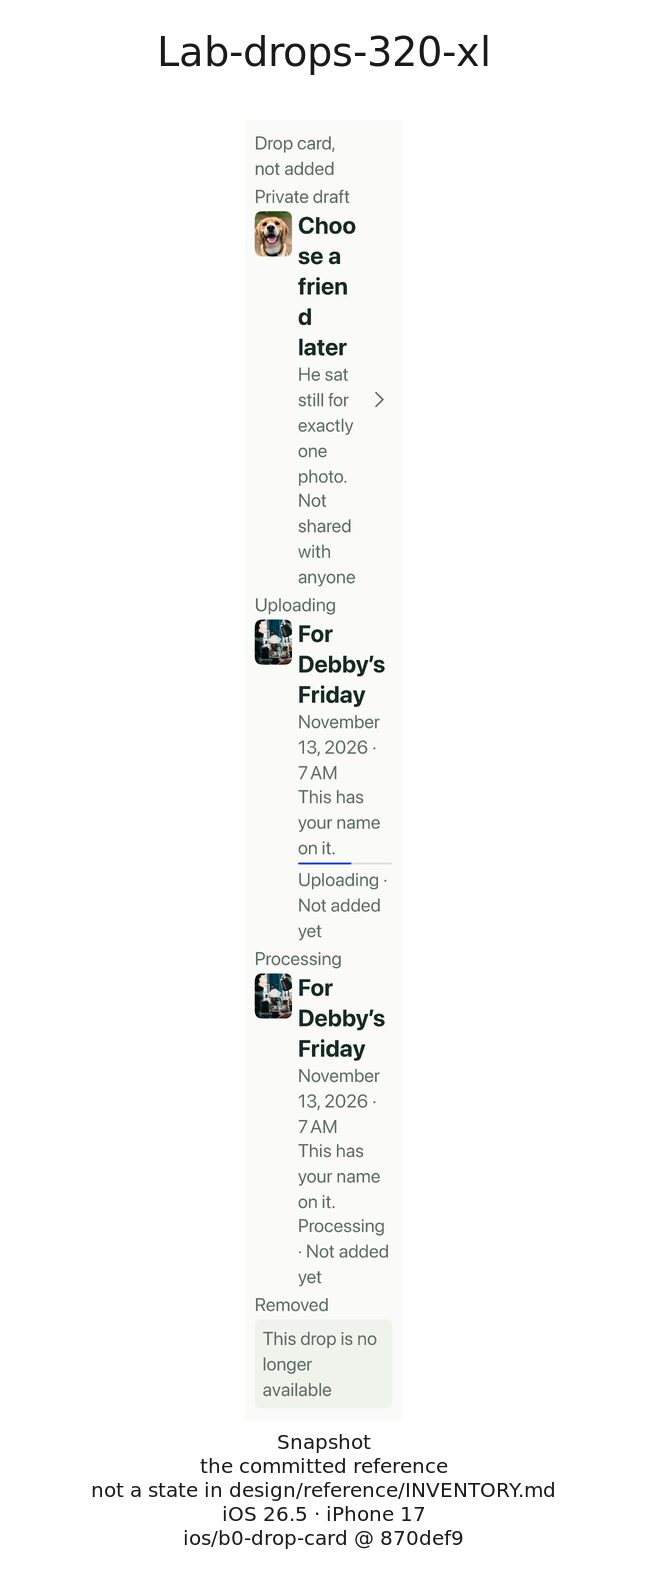 Lab-drops-320-xl
Drop card,
not added
Private draft
Choo
se a
frien
d
later
He sat
still for
exactly
one
photo.
Not
shared
with
anyone
Uploading
For
Debby’s
Friday
November
13, 2026 ·
7 AM
This has
your name
on it.
Uploading ·
Not added
yet
Processing
For
Debby’s
Friday
November
13, 2026 ·
7 AM
This has
your name
on it.
Processing
· Not added
yet
Removed
This drop is no
longer
available
Snapshot
the committed reference
not a state in design/reference/INVENTORY.md
iOS 26.5 · iPhone 17
ios/b0-drop-card @ 870def9